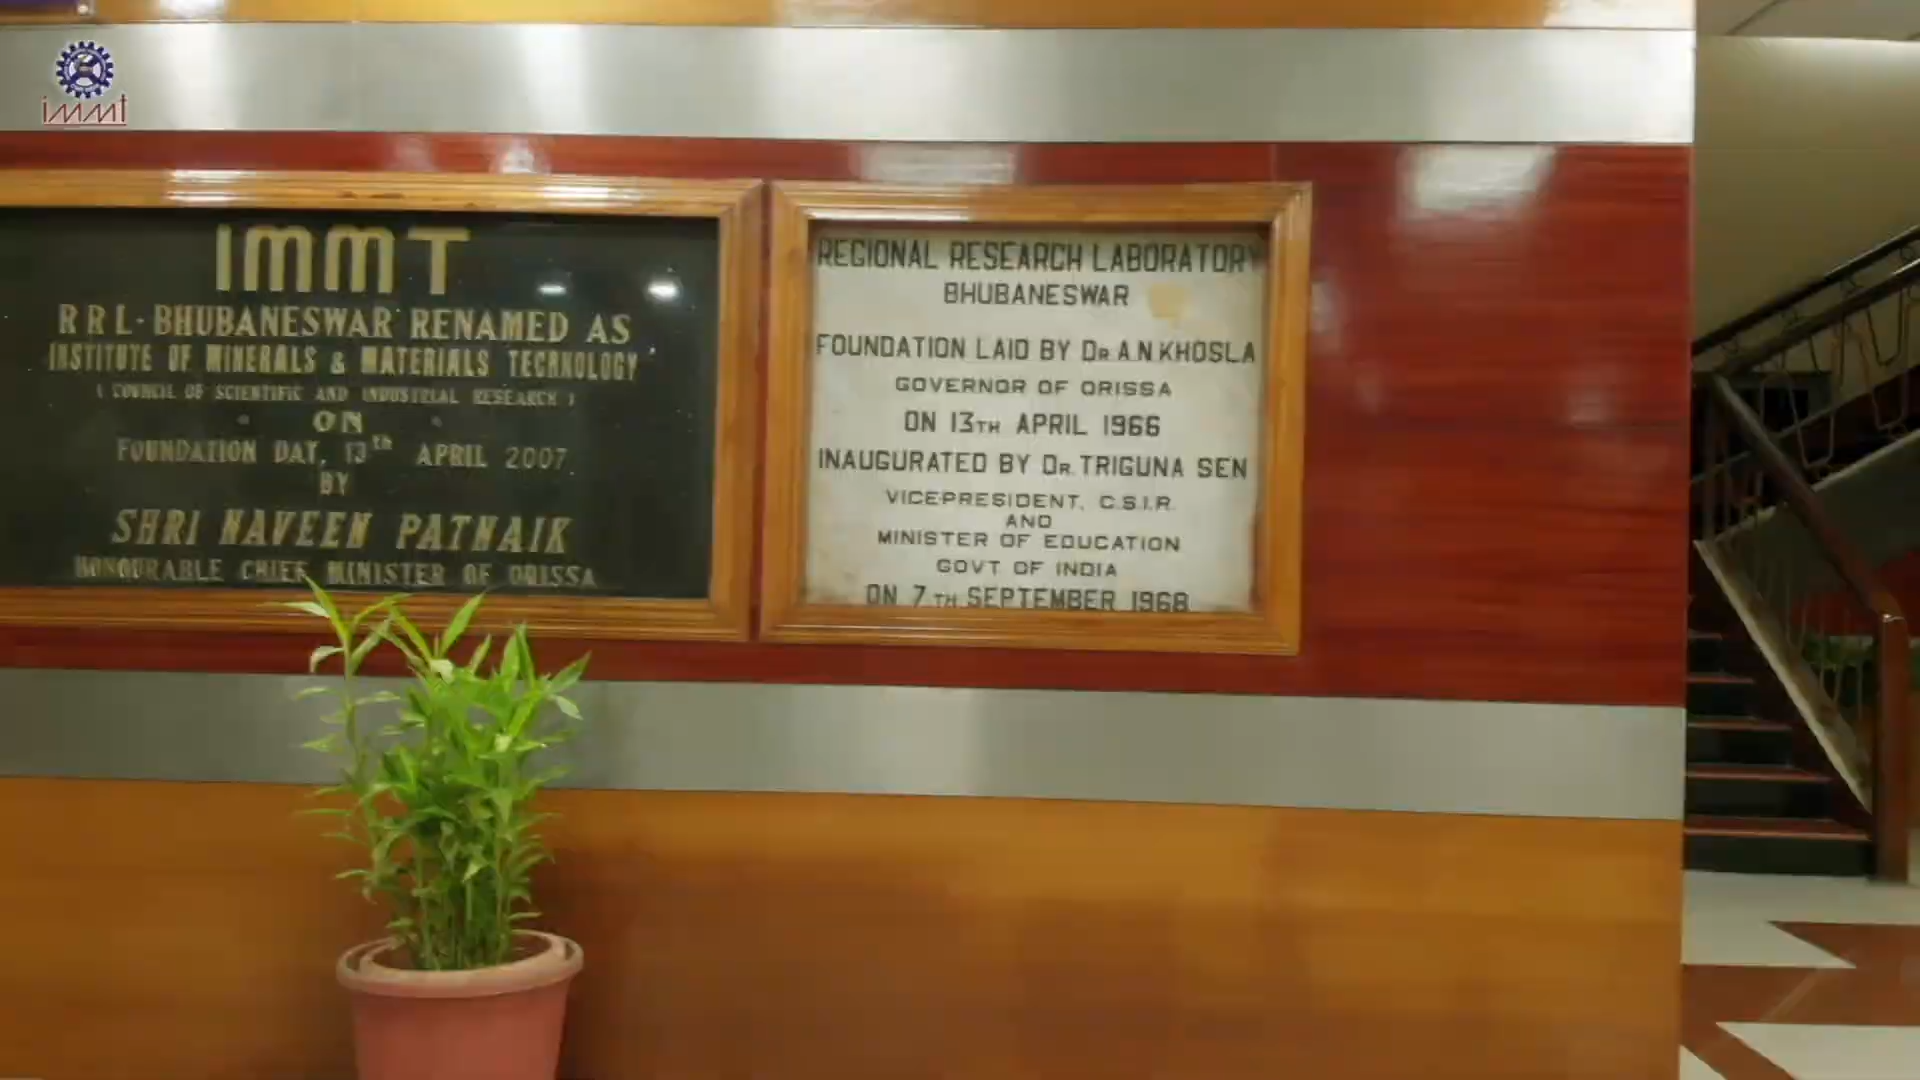 immt
IMMT
R R L - BHUBANESWAR RENAMED AS
INSTITUTE OF MINERALS & MATERIALS TECHNOLOGY
( COUNCIL OF SCIENTIFIC AND INDUSTRIAL RESEARCH )
ON
FOUNDATION DAY, 13th APRIL 2007.
BY
SHRI NAVEEN PATNAIK
HONOURABLE CHIEF MINISTER OF ORISSA
REGIONAL RESEARCH LABORATORY
BHUBANESWAR
FOUNDATION LAID BY DR A.N KHOSLA
GOVERNOR OF ORISSA
ON 13TH APRIL 1966
INAUGURATED BY DR. TRIGUNA SEN
VICEPRESIDENT, C.S.I.R.
AND
MINISTER OF EDUCATION
GOVT OF INDIA
ON 7TH SEPTEMBER 1968